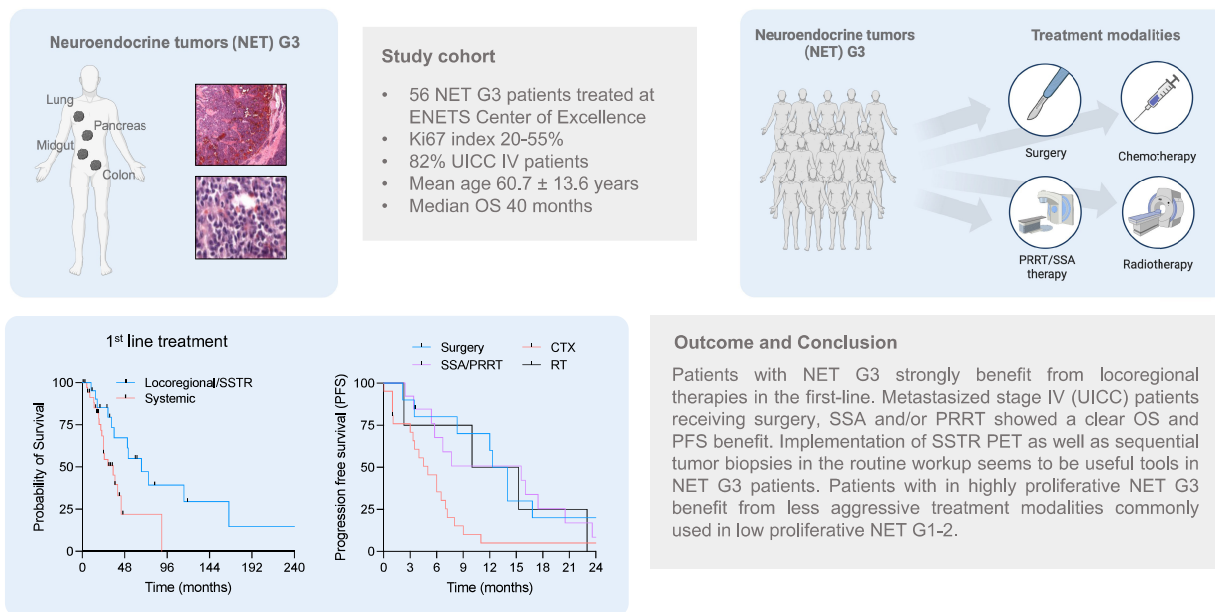 Neuroendocrine tumors (NET) G3
Lung
Pancreas
Midgut
Colon
Study cohort
• 56 NET G3 patients treated at
ENETS Center of Excellence
• Ki67 index 20-55%
• 82% UICC IV patients
• Mean age 60.7 ± 13.6 years
• Median OS 40 months
Neuroendocrine tumors
(NET) G3
Treatment modalities
Surgery
Chemotherapy
PRRT/SSA
therapy
Radiotherapy
1st line treatment
Locoregional/SSTR
Systemic
Probability of Survival
100
75
50
25
0
0 48 96 144 192 240
Time (months)
Surgery
CTX
SSA/PRRT
RT
Progression free survival (PFS)
100
75
50
25
0
0 3 6 9 12 15 18 21 24
Time (months)
Outcome and Conclusion
Patients with NET G3 strongly benefit from locoregional
therapies in the first-line. Metastasized stage IV (UICC) patients
receiving surgery, SSA and/or PRRT showed a clear OS and
PFS benefit. Implementation of SSTR PET as well as sequential
tumor biopsies in the routine workup seems to be useful tools in
NET G3 patients. Patients with in highly proliferative NET G3
benefit from less aggressive treatment modalities commonly
used in low proliferative NET G1-2.